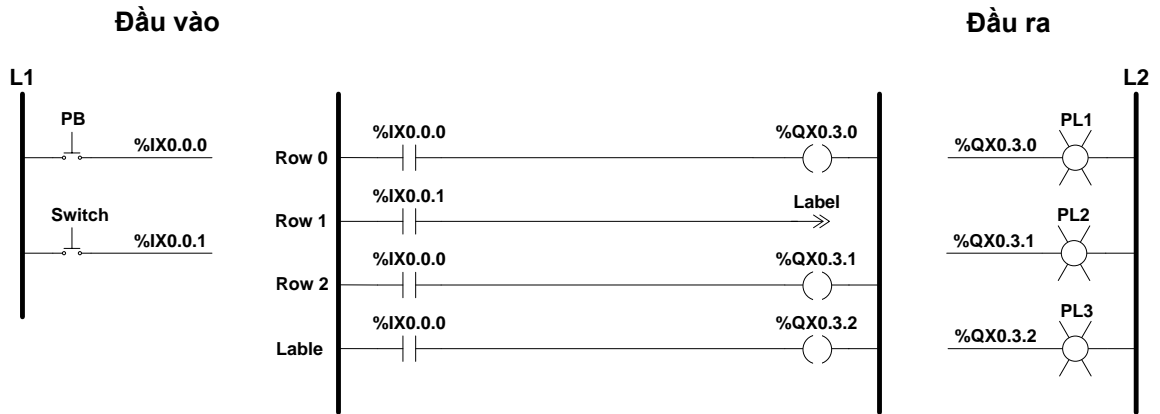 Đầu vào
Đầu ra
L1
L2
PB
%IX0.0.0
Switch
%IX0.0.1
Row 0
%IX0.0.0
%QX0.3.0
Row 1
%IX0.0.1
Label
Row 2
%IX0.0.0
%QX0.3.1
Lable
%IX0.0.0
%QX0.3.2
%QX0.3.0
PL1
%QX0.3.1
PL2
%QX0.3.2
PL3